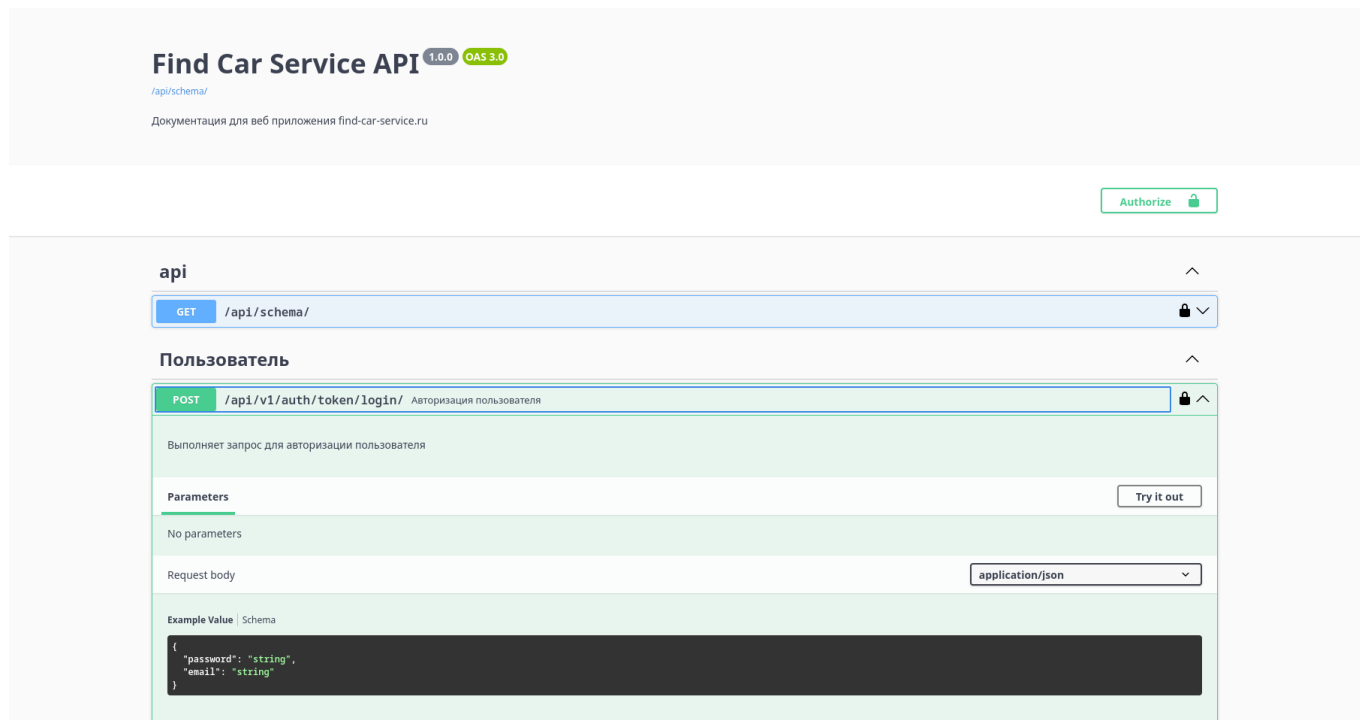 Find Car Service API 1.0.0 OAS 3.0
/api/schema/
Документация для веб приложения find-car-service.ru
Authorize
api
GET /api/schema/
Пользователь
POST /api/v1/auth/token/login/ Авторизация пользователя
Выполняет запрос для авторизации пользователя
Parameters Try it out
No parameters
Request body application/json
Example Value Schema
{
"password": "string",
"email": "string"
}